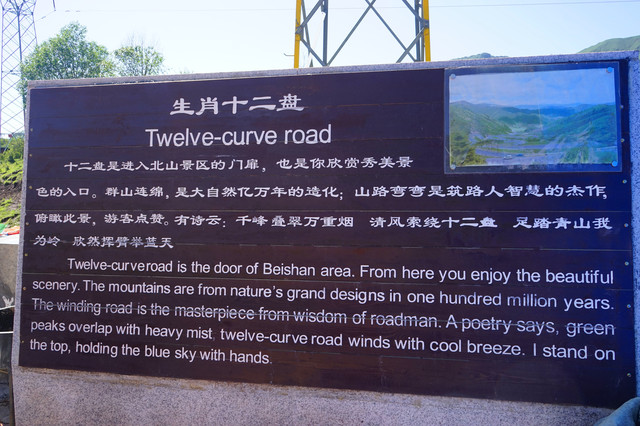 生肖十二盘
Twelve-curve road
十二盘是进入北山景区的门扉，也是你欣赏秀美景
色的入口。群山连绵，是大自然亿万年的造化；山路弯弯是筑路人智慧的杰作，
俯瞰此景，游客点赞。有诗云：千峰叠翠万重烟 清风萦绕十二盘 足踏青山我
为岭 欣然挥臂举蓝天
Twelve-curve road is the door of Beishan area. From here you enjoy the beautiful
scenery. The mountains are from nature's grand designs in one hundred million years.
The winding road is the masterpiece from wisdom of roadman. A poetry says, green
peaks overlap with heavy mist, twelve-curve road winds with cool breeze. I stand on
the top, holding the blue sky with hands.